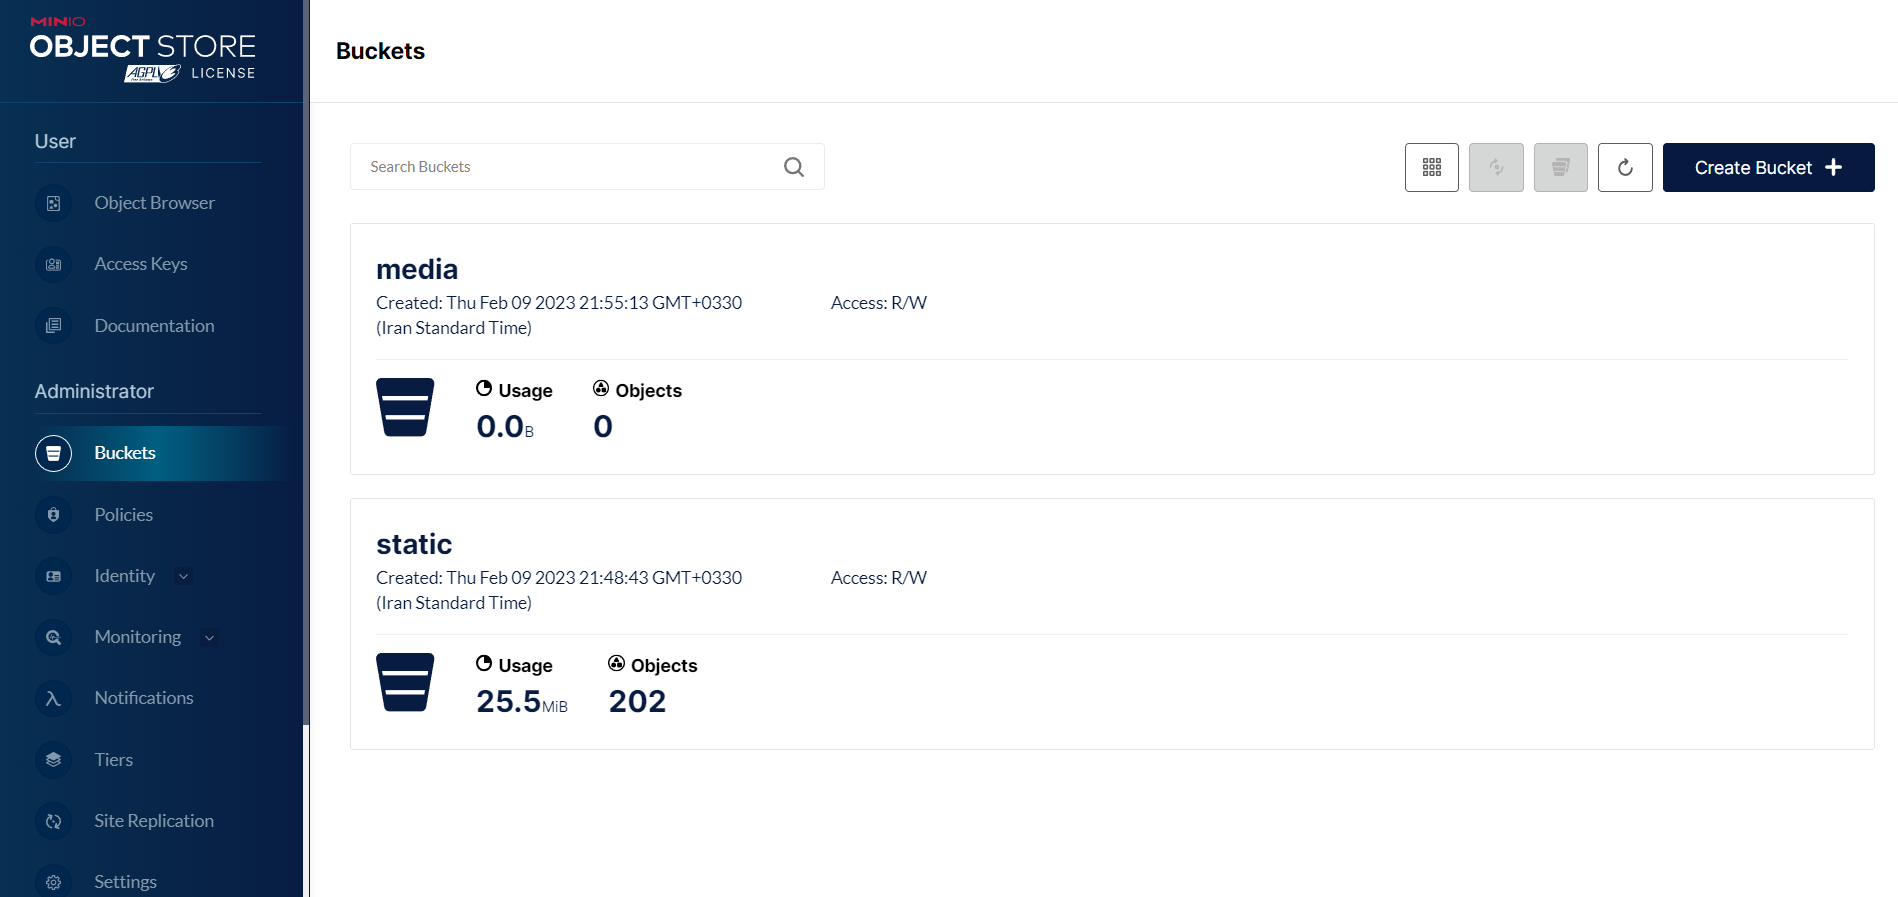 MINIO
OBJECT STORE
AGPLv3 LICENSE
User
Object Browser
Access Keys
Documentation
Administrator
Buckets
Policies
Identity
Monitoring
Notifications
Tiers
Site Replication
Settings
Buckets
Search Buckets
Create Bucket
media
Created: Thu Feb 09 2023 21:55:13 GMT+0330
(Iran Standard Time)
Access: R/W
Usage
0.0B
Objects
0
static
Created: Thu Feb 09 2023 21:48:43 GMT+0330
(Iran Standard Time)
Access: R/W
Usage
25.5MiB
Objects
202